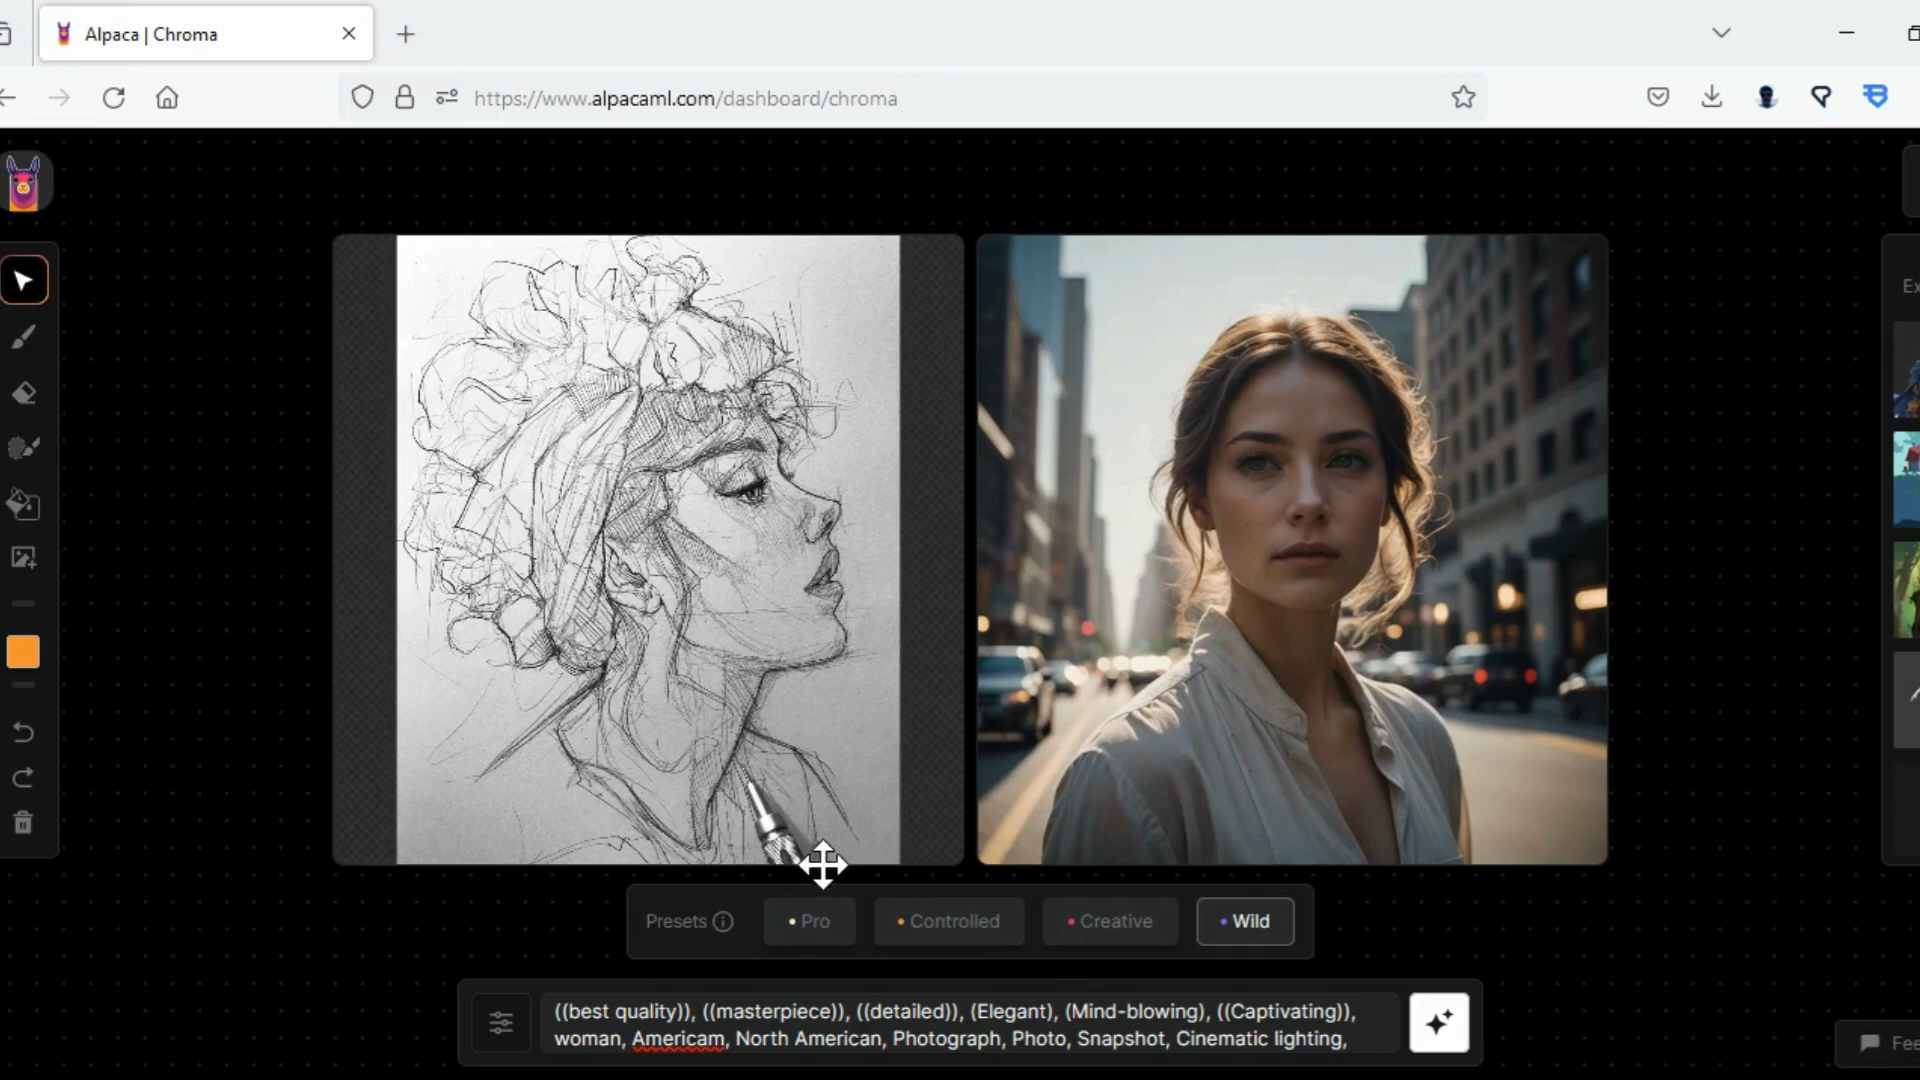 Alpaca | Chroma
https://www.alpacaml.com/dashboard/chroma
Presets
Pro
Controlled
Creative
Wild
((best quality)), ((masterpiece)), ((detailed)), (Elegant), (Mind-blowing), ((Captivating)),
woman, Americam, North American, Photograph, Photo, Snapshot, Cinematic lighting,